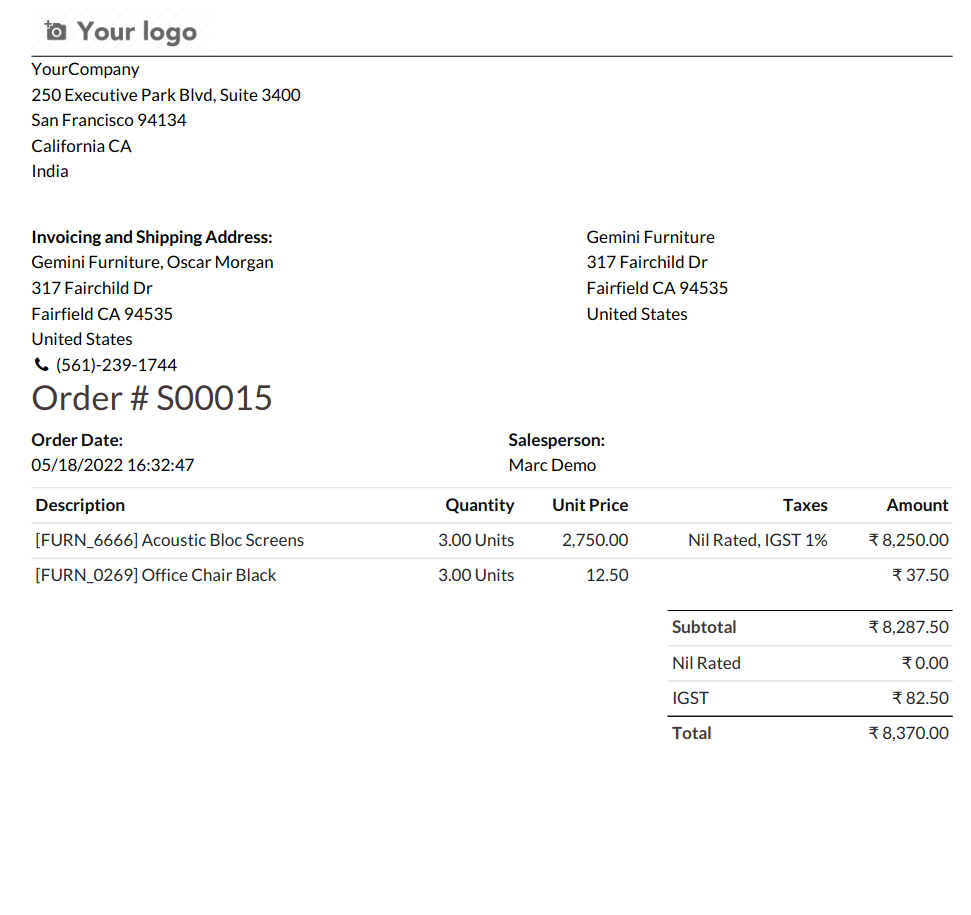 Your logo
YourCompany
250 Executive Park Blvd, Suite 3400
San Francisco 94134
California CA
India
Invoicing and Shipping Address:
Gemini Furniture, Oscar Morgan
317 Fairchild Dr
Fairfield CA 94535
United States
(561)-239-1744
Gemini Furniture
317 Fairchild Dr
Fairfield CA 94535
United States
Order # S00015
Order Date: Salesperson:
05/18/2022 16:32:47 Marc Demo
Description Quantity Unit Price Taxes Amount
[FURN_6666] Acoustic Bloc Screens 3.00 Units 2,750.00 Nil Rated, IGST 1% ₹ 8,250.00
[FURN_0269] Office Chair Black 3.00 Units 12.50 ₹ 37.50
Subtotal ₹ 8,287.50
Nil Rated ₹ 0.00
IGST ₹ 82.50
Total ₹ 8,370.00